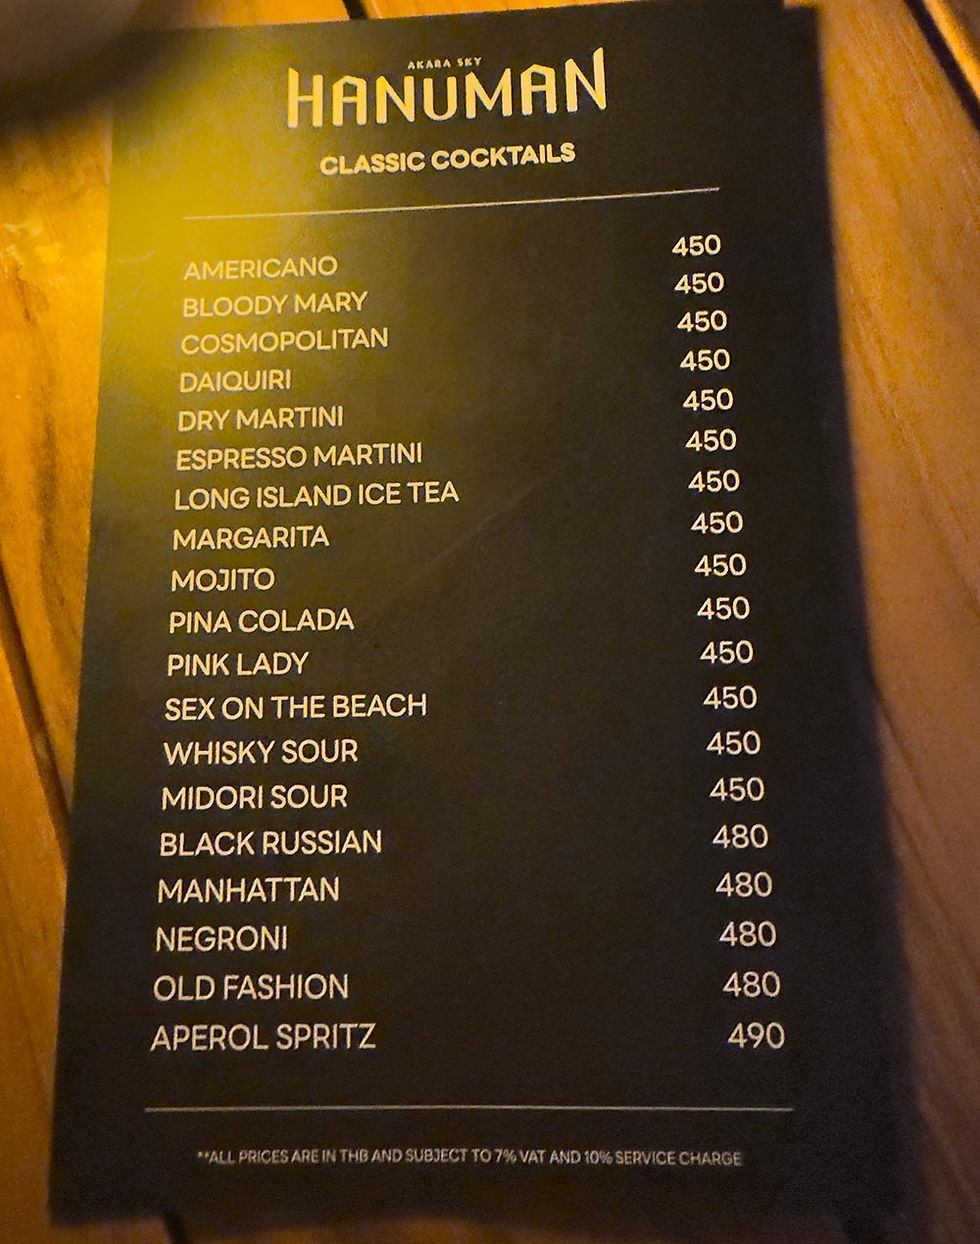 AKARA SKY
HANUMAN
CLASSIC COCKTAILS
AMERICANO 450
BLOODY MARY 450
COSMOPOLITAN 450
DAIQUIRI 450
DRY MARTINI 450
ESPRESSO MARTINI 450
LONG ISLAND ICE TEA 450
MARGARITA 450
MOJITO 450
PINA COLADA 450
PINK LADY 450
SEX ON THE BEACH 450
WHISKY SOUR 450
MIDORI SOUR 450
BLACK RUSSIAN 480
MANHATTAN 480
NEGRONI 480
OLD FASHION 480
APEROL SPRITZ 490
**ALL PRICES ARE IN THB AND SUBJECT TO 7% VAT AND 10% SERVICE CHARGE